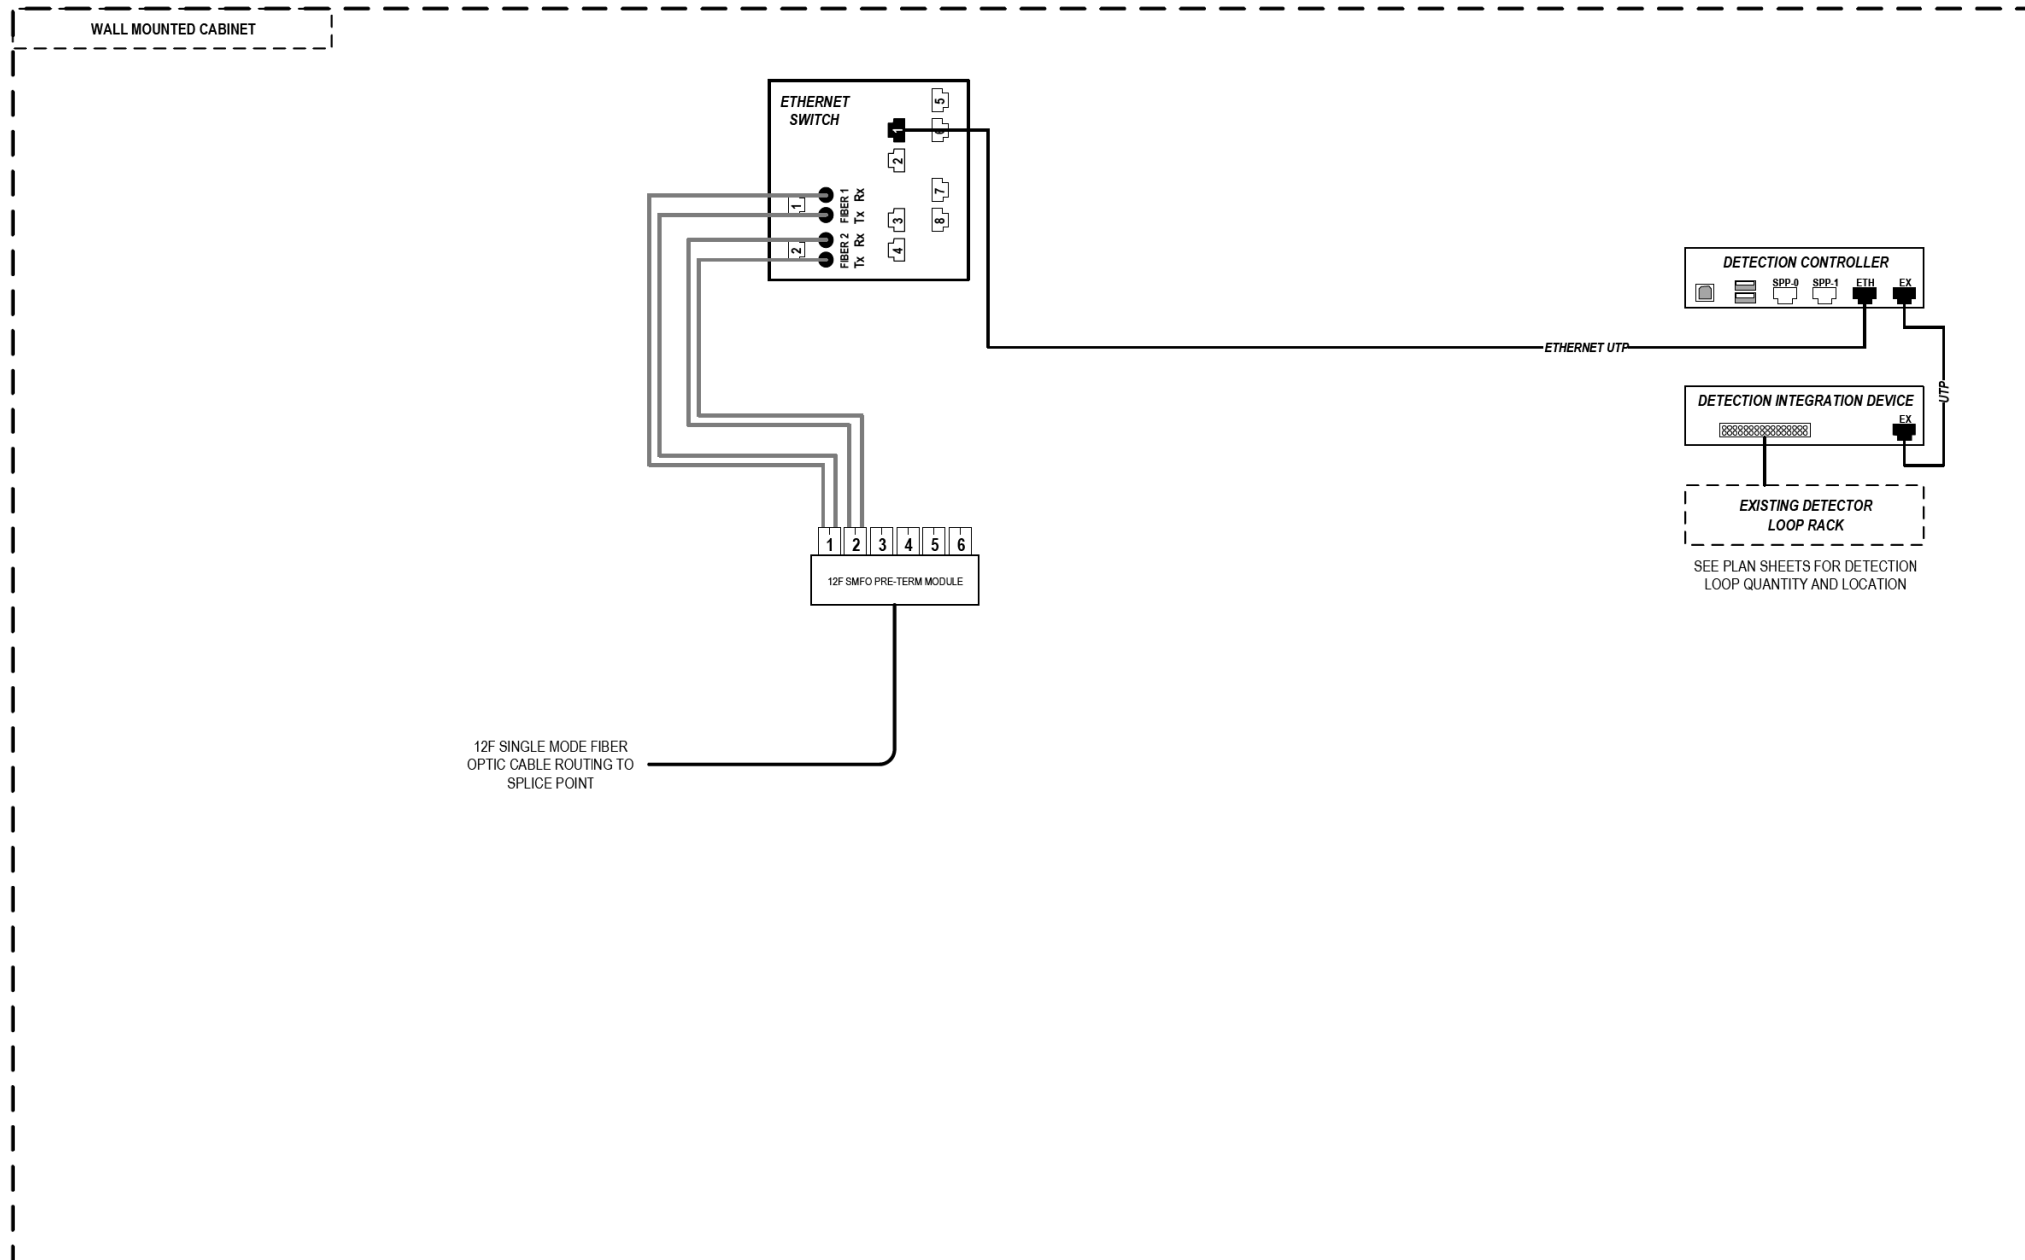 WALL MOUNTED CABINET
ETHERNET
SWITCH
5
1
2
7
3
8
4
1
FIBER 1
Rx
Tx
2
FIBER 2
Rx
Tx
DETECTION CONTROLLER
SPP-0
SPP-1
ETH
EX
ETHERNET UTP
UTP
DETECTION INTEGRATION DEVICE
EX
EXISTING DETECTOR
LOOP RACK
SEE PLAN SHEETS FOR DETECTION
LOOP QUANTITY AND LOCATION
1 2 3 4 5 6
12F SMFO PRE-TERM MODULE
12F SINGLE MODE FIBER
OPTIC CABLE ROUTING TO
SPLICE POINT